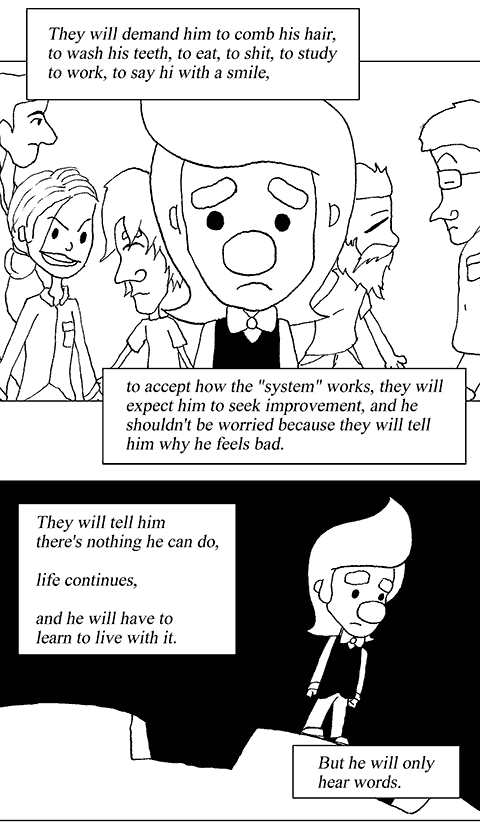 They will demand him to comb his hair,
to wash his teeth, to eat, to shit, to study
to work, to say hi with a smile,
to accept how the "system" works, they will
expect him to seek improvement, and he
shouldn't be worried because they will tell
him why he feels bad.
They will tell him
there's nothing he can do,
life continues,
and he will have to
learn to live with it.
But he will only
hear words.